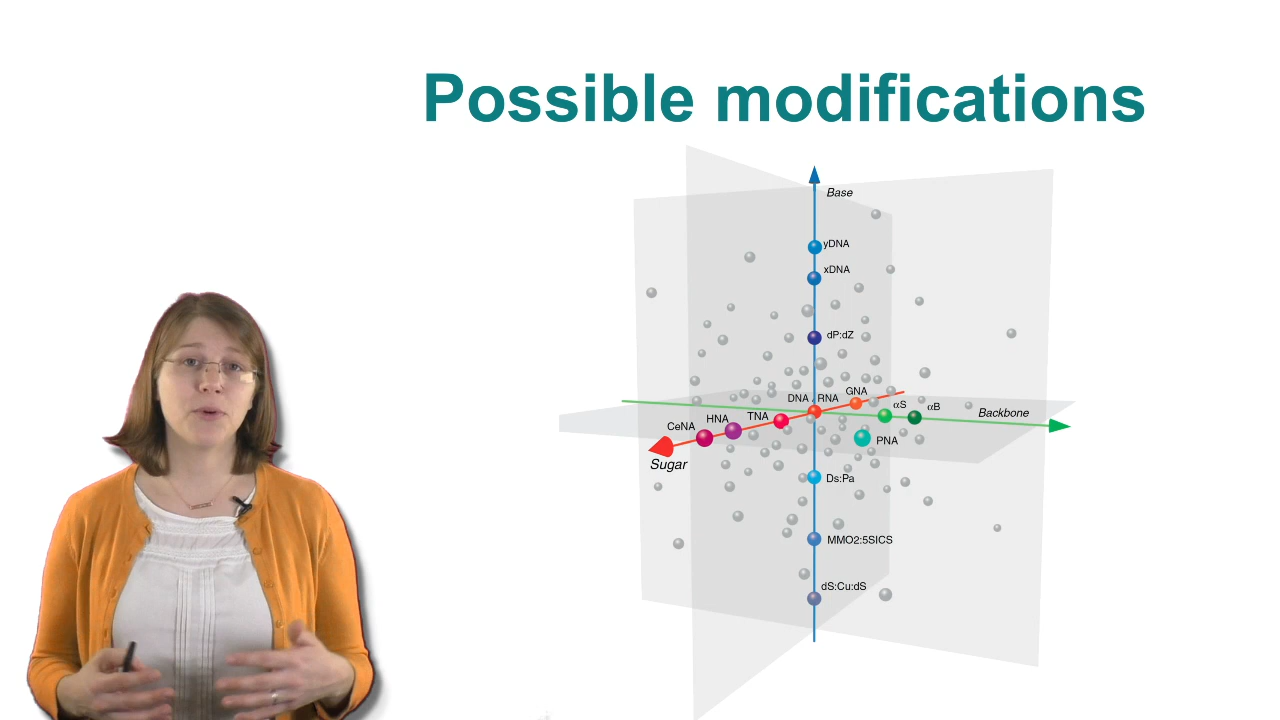 Possible modifications
Base
yDNA
xDNA
dP:dZ
DNA RNA GNA
CeNA HNA TNA αS αB Backbone
Sugar PNA
Ds:Pa
MMO2:5SICS
dS:Cu:dS